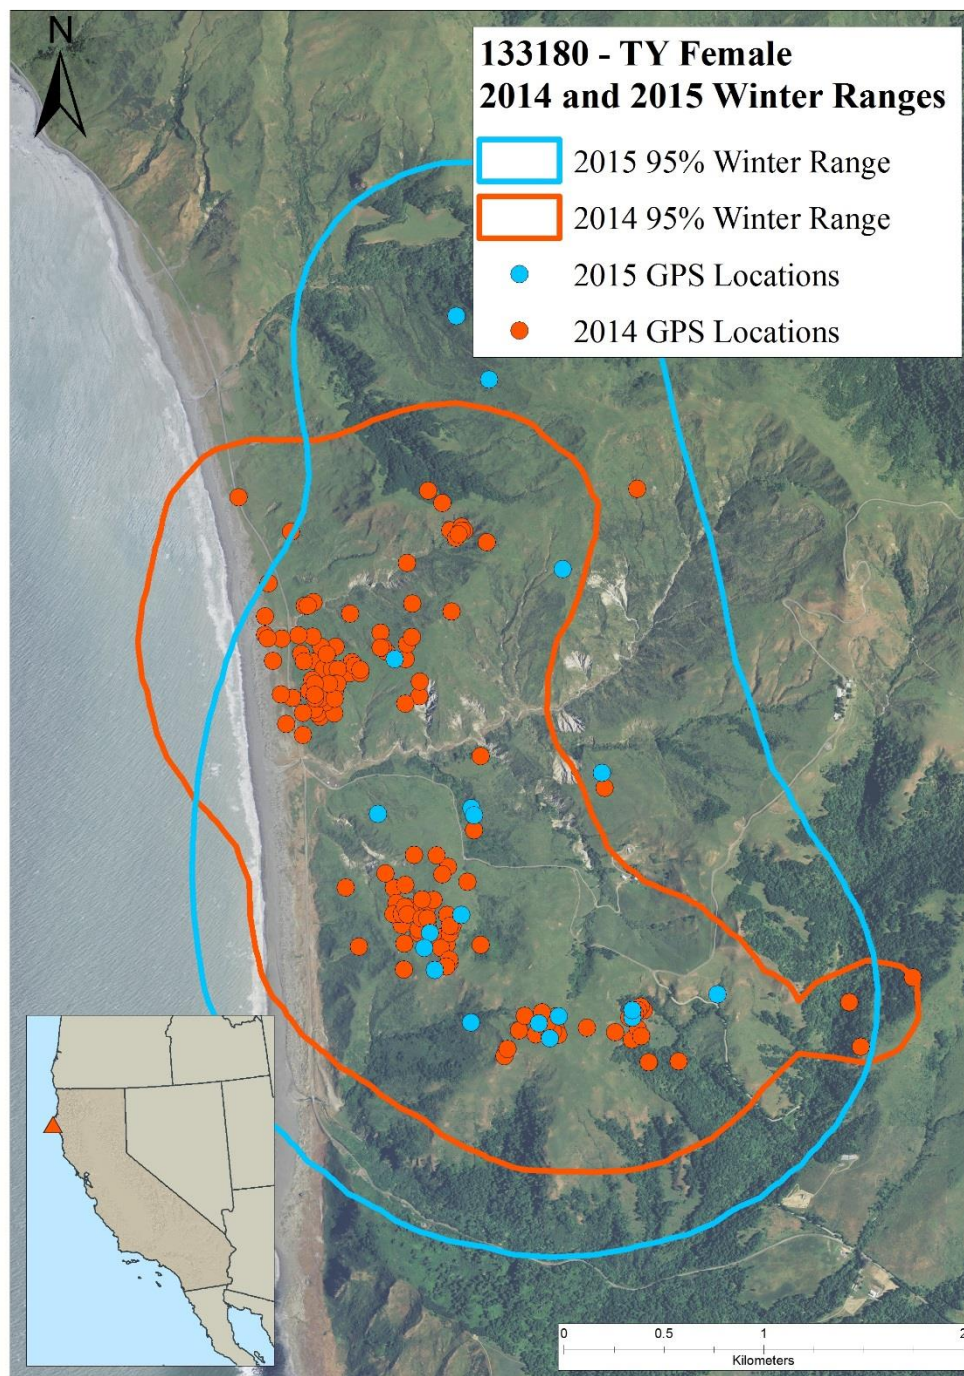 N
133180 - TY Female
2014 and 2015 Winter Ranges
2015 95% Winter Range
2014 95% Winter Range
2015 GPS Locations
2014 GPS Locations
0 0.5 1 2
Kilometers